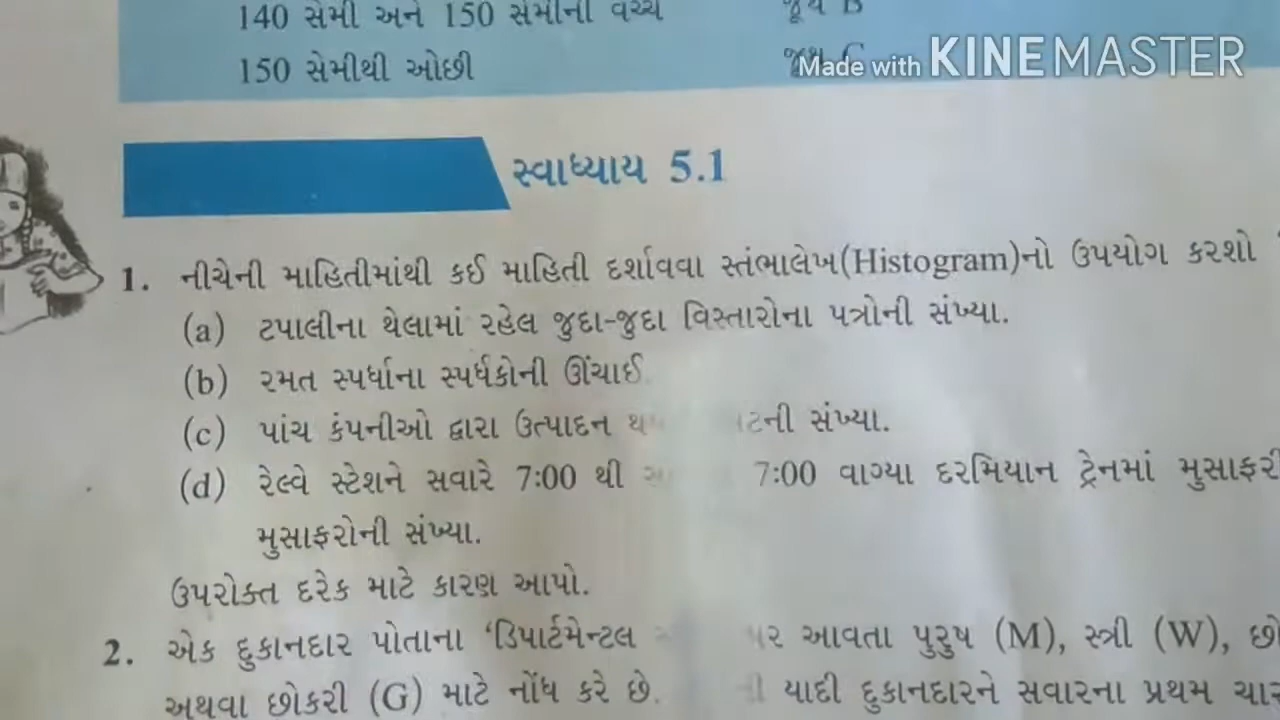 140 સેમી અને 150 સેમીની વચ્ચે
150 સેમીથી ઓછી
Made with KINEMASTER
સ્વાધ્યાય 5.1
1. નીચેની માહિતીમાંથી કઈ માહિતી દર્શાવવા સ્તંભાલેખ(Histogram)નો ઉપયોગ કરશો
(a) ટપાલીના થેલામાં રહેલ જુદા-જુદા વિસ્તારોના પત્રોની સંખ્યા.
(b) રમત સ્પર્ધાના સ્પર્ધકોની ઊંચાઈ.
(c) પાંચ કંપનીઓ દ્વારા ઉત્પાદન સંખ્યા.
(d) રેલ્વે સ્ટેશને સવારે 7:00 થી 7:00 વાગ્યા દરમિયાન ટ્રેનમાં મુસાફરી
મુસાફરોની સંખ્યા.
ઉપરોક્ત દરેક માટે કારણ આપો.
2. એક દુકાનદાર પોતાના ‘ડિપાર્ટમેન્ટલ પર આવતા પુરુષ (M), સ્ત્રી (W),
અથવા છોકરી (G) માટે નોંધ કરે છે. યાદી દુકાનદારને સવારના પ્રથમ